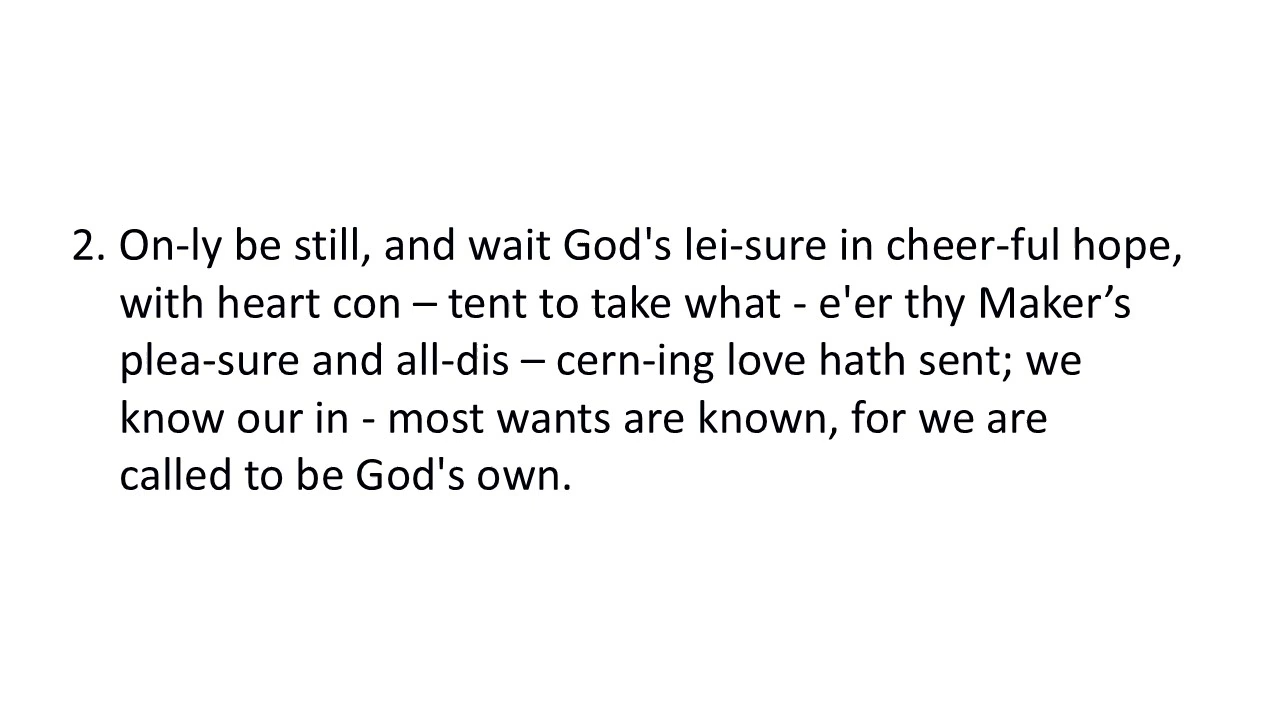 2. On-ly be still, and wait God's lei-sure in cheer-ful hope,
with heart con – tent to take what - e'er thy Maker’s
plea-sure and all-dis – cern-ing love hath sent; we
know our in - most wants are known, for we are
called to be God's own.